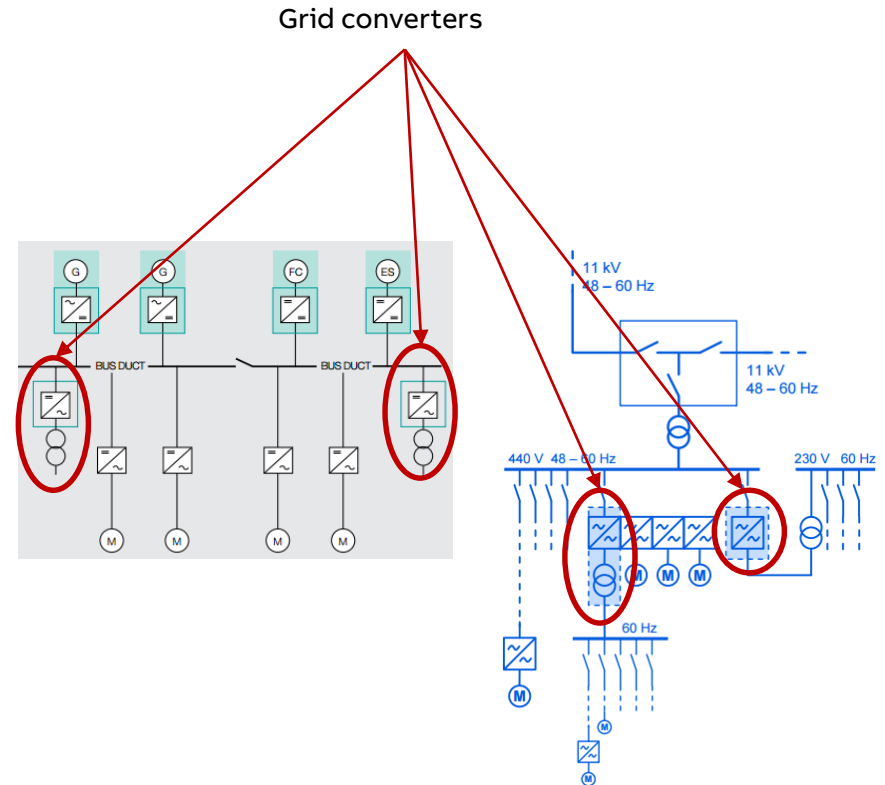 Grid converters
G
G
FC
ES
BUS DUCT
BUS DUCT
M
M
M
M
11 kV
48 – 60 Hz
11 kV
48 – 60 Hz
440 V 48 – 60 Hz
230 V 60 Hz
M
M
M
60 Hz
M
M
M